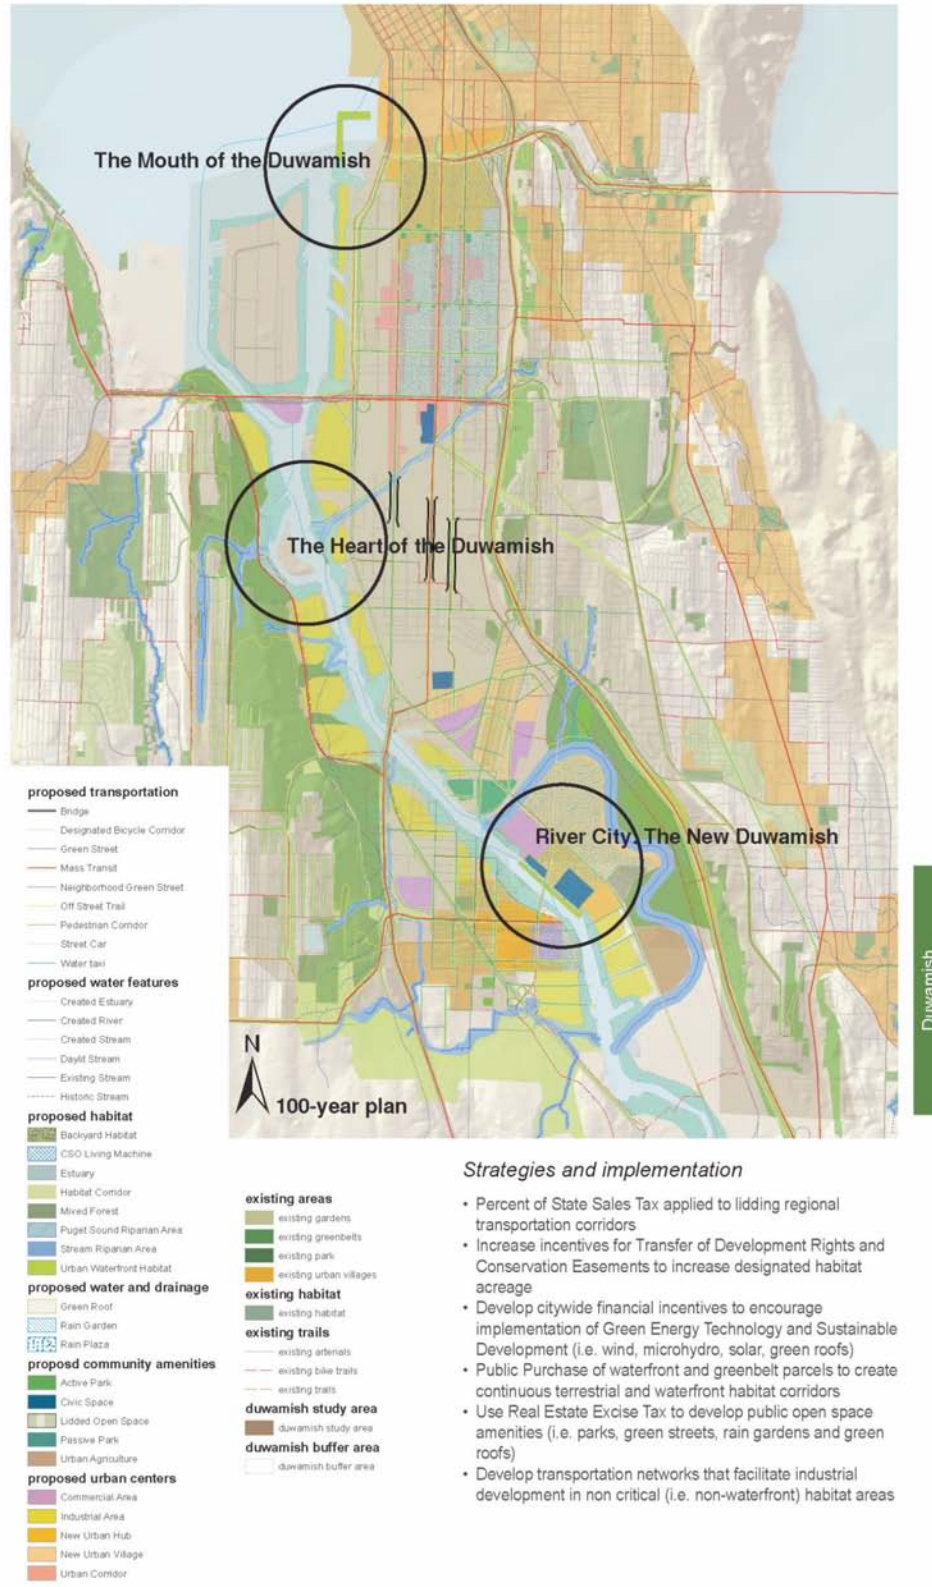 The Mouth of the Duwamish
The Heart of the Duwamish
River City: The New Duwamish
Duwamish
N
100-year plan
proposed transportation
Bridge
Designated Bicycle Corridor
Green Street
Mass Transit
Neighborhood Green Street
Off Street Trail
Pedestrian Corridor
Street Car
Water taxi
proposed water features
Created Estuary
Created River
Created Stream
Daylit Stream
Existing Stream
Historic Stream
proposed habitat
Backyard Habitat
CSO Living Machine
Estuary
Habitat Corridor
Mixed Forest
Puget Sound Riparian Area
Stream Riparian Area
Urban Waterfront Habitat
proposed water and drainage
Green Roof
Rain Garden
Rain Plaza
proposd community amenities
Active Park
Civic Space
Lidded Open Space
Passive Park
Urban Agriculture
proposed urban centers
Commercial Area
Industrial Area
New Urban Hub
New Urban Village
Urban Corridor
existing areas
existing gardens
existing greenbelts
existing park
existing urban villages
existing habitat
existing habitat
existing trails
existing arterials
existing bike trails
existing trails
duwamish study area
duwamish study area
duwamish buffer area
duwamish buffer area
Strategies and implementation
• Percent of State Sales Tax applied to lidding regional
transportation corridors
• Increase incentives for Transfer of Development Rights and
Conservation Easements to increase designated habitat
acreage
• Develop citywide financial incentives to encourage
implementation of Green Energy Technology and Sustainable
Development (i.e. wind, microhydro, solar, green roofs)
• Public Purchase of waterfront and greenbelt parcels to create
continuous terrestrial and waterfront habitat corridors
• Use Real Estate Excise Tax to develop public open space
amenities (i.e. parks, green streets, rain gardens and green
roofs)
• Develop transportation networks that facilitate industrial
development in non critical (i.e. non-waterfront) habitat areas